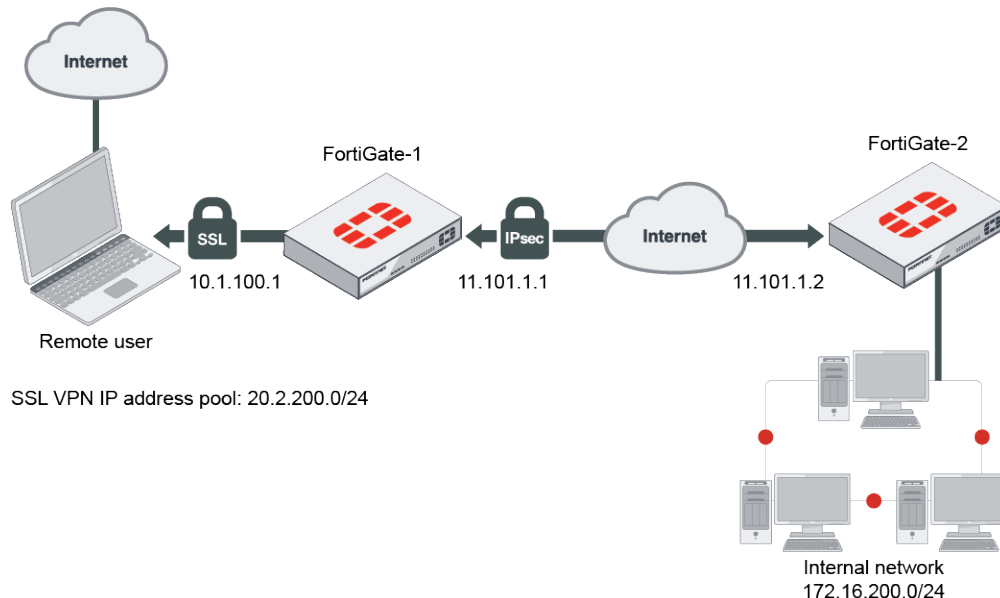 Internet
FortiGate-1
FortiGate-2
SSL
IPsec
Internet
10.1.100.1
11.101.1.1
11.101.1.2
Remote user
SSL VPN IP address pool: 20.2.200.0/24
Internal network
172.16.200.0/24